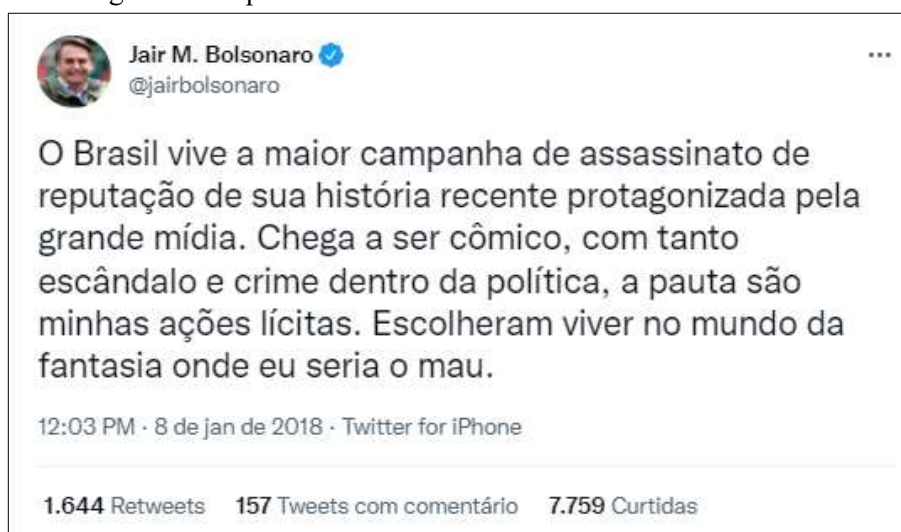 Jair M. Bolsonaro
@jairbolsonaro
O Brasil vive a maior campanha de assassinato de
reputação de sua história recente protagonizada pela
grande mídia. Chega a ser cômico, com tanto
escândalo e crime dentro da política, a pauta são
minhas ações lícitas. Escolheram viver no mundo da
fantasia onde eu seria o mau.
12:03 PM · 8 de jan de 2018 · Twitter for iPhone
1.644 Retweets 157 Tweets com comentário 7.759 Curtidas